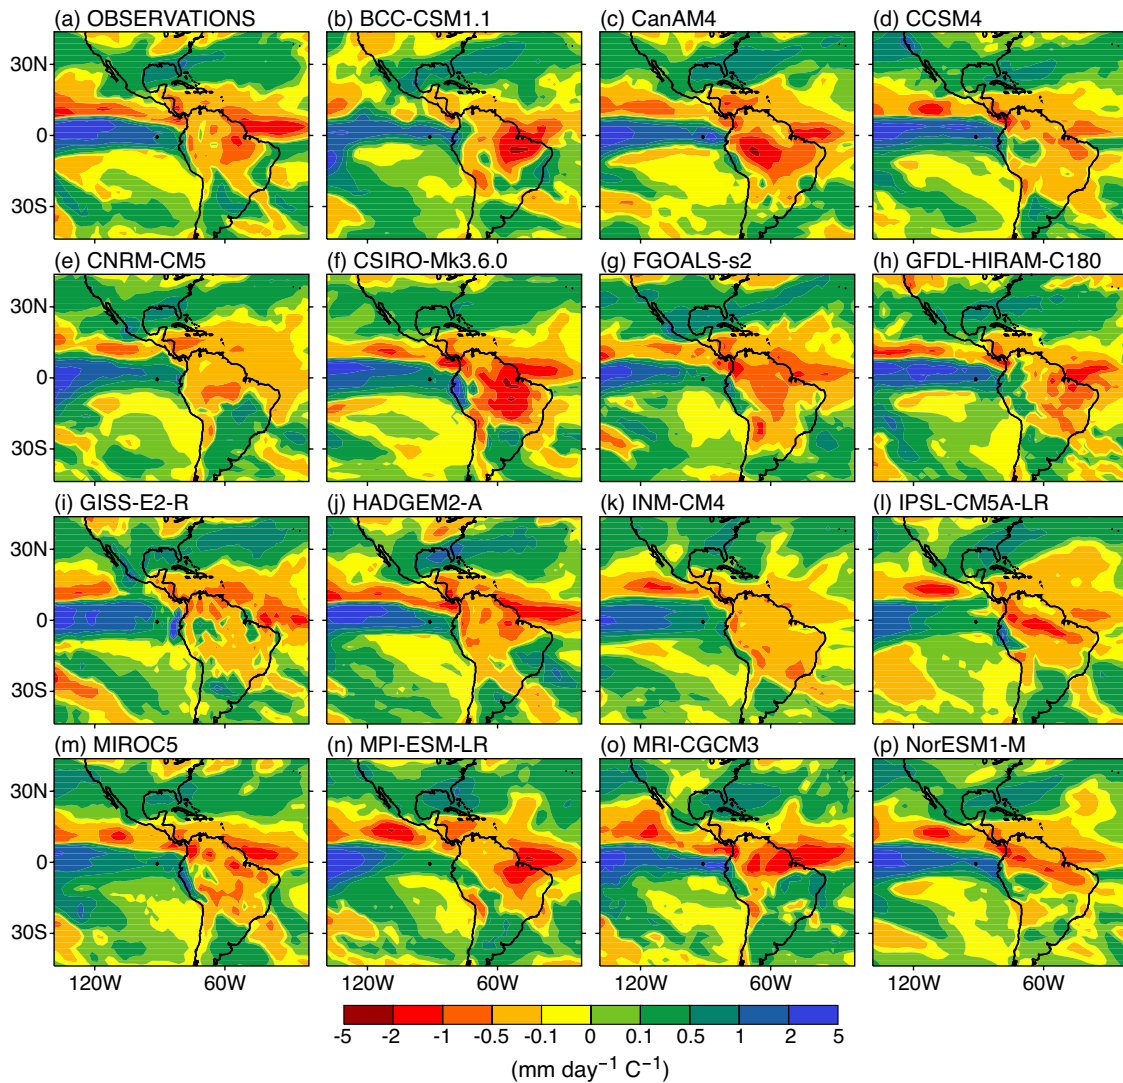 (a) OBSERVATIONS (b) BCC-CSM1.1 (c) CanAM4 (d) CCSM4
30N
0
30S
(e) CNRM-CM5 (f) CSIRO-Mk3.6.0 (g) FGOALS-s2 (h) GFDL-HIRAM-C180
30N
0
30S
(i) GISS-E2-R (j) HADGEM2-A (k) INM-CM4 (l) IPSL-CM5A-LR
30N
0
30S
(m) MIROC5 (n) MPI-ESM-LR (o) MRI-CGCM3 (p) NorESM1-M
30N
0
30S
120W 60W 120W 60W 120W 60W 120W 60W
-5 -2 -1 -0.5 -0.1 0 0.1 0.5 1 2 5
(mm day⁻¹ C⁻¹)